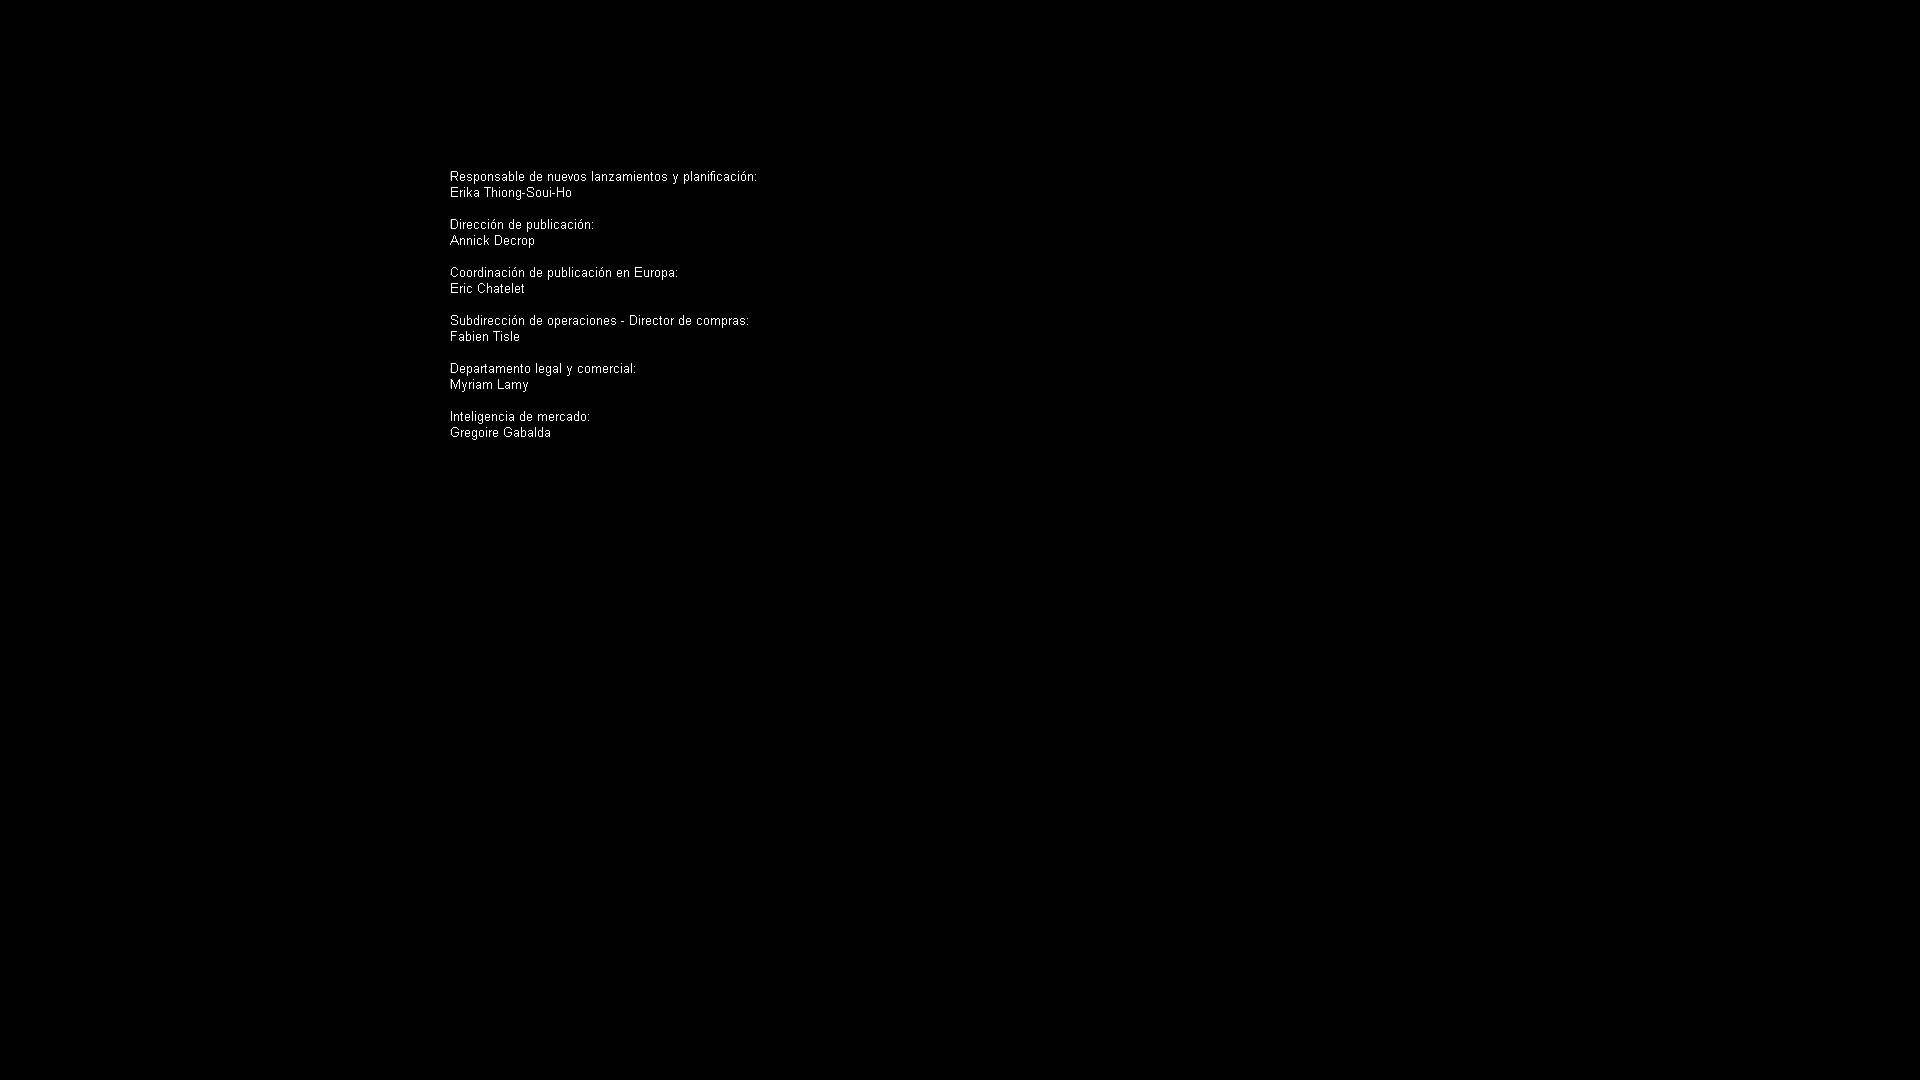 Responsable de nuevos lanzamientos y planificación:
Erika Thiong-Soui-Ho
Dirección de publicación:
Annick Decrop
Coordinación de publicación en Europa:
Eric Chatelet
Subdirección de operaciones - Director de compras:
Fabien Tisle
Departamento legal y comercial:
Myriam Lamy
Inteligencia de mercado:
Gregoire Gabalda